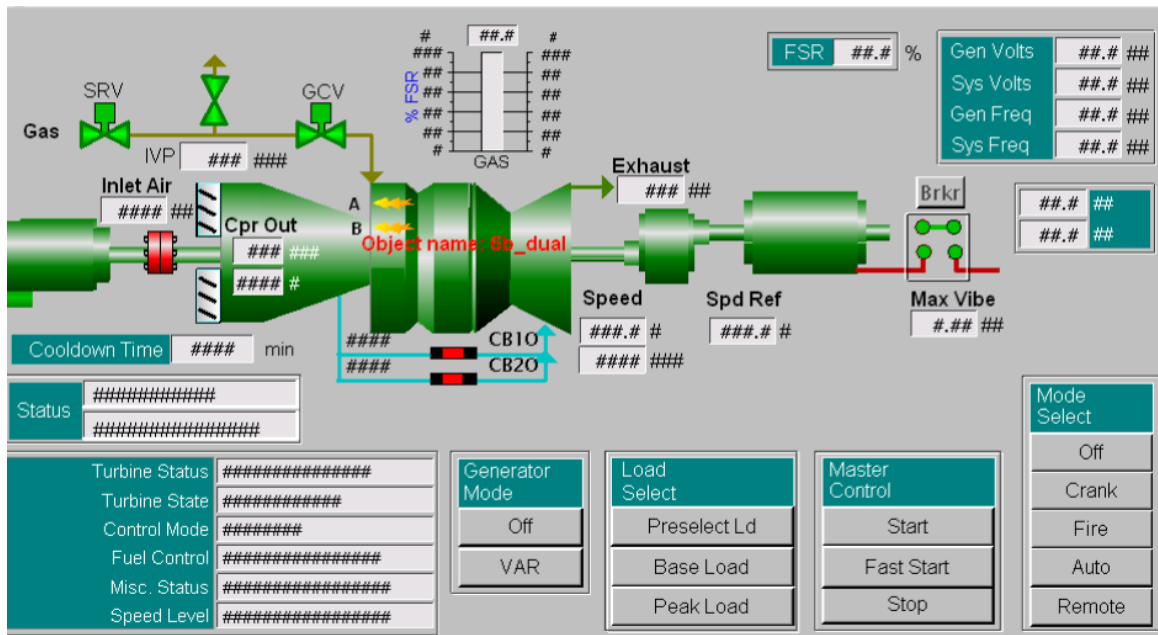 # ##.# #
### ###
## ##
## ##
## ##
## ##
# #
% FSR
GAS
FSR ##.# %
Gen Volts ##.# ##
Sys Volts ##.# ##
Gen Freq ##.# ##
Sys Freq ##.# ##
SRV
GCV
Gas
IVP ### ###
Inlet Air
#### ##
Exhaust
### ##
Brkr
##.# ##
##.# ##
A
B
Cpr Out
### ###
#### #
Object name: 6b_dual
Speed
###.# #
#### ###
Spd Ref
###.# #
Max Vibe
#.## ##
#### CB1O
#### CB2O
Cooldown Time #### min
Status
#############
##################
Turbine Status ################
Turbine State #############
Control Mode ########
Fuel Control #################
Misc. Status ##################
Speed Level ##################
Generator
Mode
Off
VAR
Load
Select
Preselect Ld
Base Load
Peak Load
Master
Control
Start
Fast Start
Stop
Mode
Select
Off
Crank
Fire
Auto
Remote